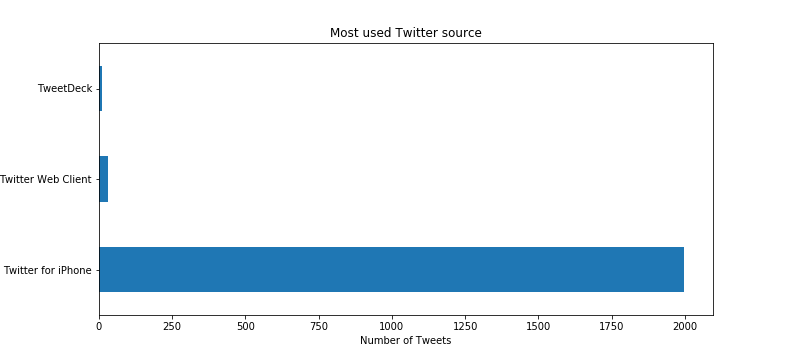 Most used Twitter source
TweetDeck
Twitter Web Client
Twitter for iPhone
0 250 500 750 1000 1250 1500 1750 2000
Number of Tweets